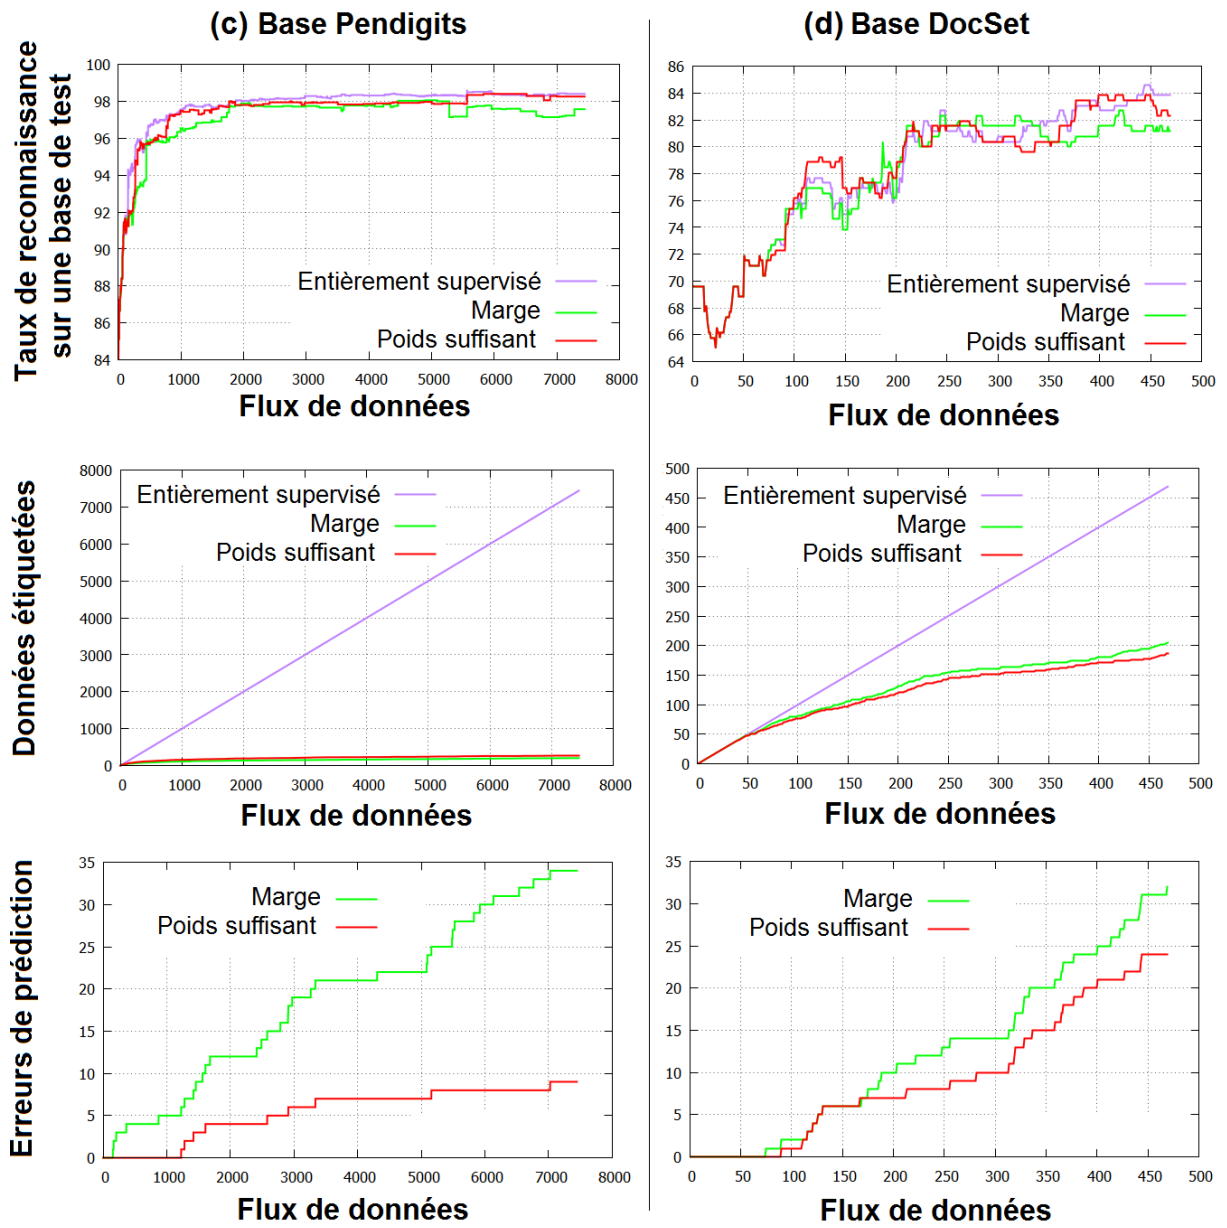 (c) Base Pendigits
(d) Base DocSet
Taux de reconnaissance
sur une base de test
100
98
96
94
92
90
88
86
84
Entièrement supervisé
Marge
Poids suffisant
0 1000 2000 3000 4000 5000 6000 7000 8000
Flux de données
86
84
82
80
78
76
74
72
70
68
66
64
Entièrement supervisé
Marge
Poids suffisant
0 50 100 150 200 250 300 350 400 450 500
Flux de données
Données étiquetées
8000
7000
6000
5000
4000
3000
2000
1000
0
Entièrement supervisé
Marge
Poids suffisant
0 1000 2000 3000 4000 5000 6000 7000 8000
Flux de données
500
450
400
350
300
250
200
150
100
50
0
Entièrement supervisé
Marge
Poids suffisant
0 50 100 150 200 250 300 350 400 450 500
Flux de données
Erreurs de prédiction
35
30
25
20
15
10
5
0
Marge
Poids suffisant
0 1000 2000 3000 4000 5000 6000 7000 8000
Flux de données
35
30
25
20
15
10
5
0
Marge
Poids suffisant
0 50 100 150 200 250 300 350 400 450 500
Flux de données